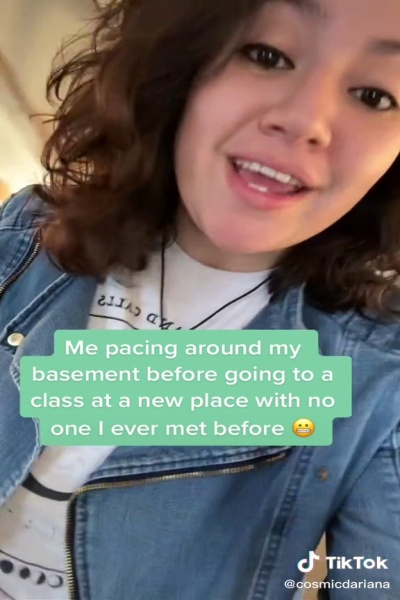 AND CALLS
Me pacing around my
basement before going to a
class at a new place with no
one I ever met before 😬
TikTok
@cosmicdariana